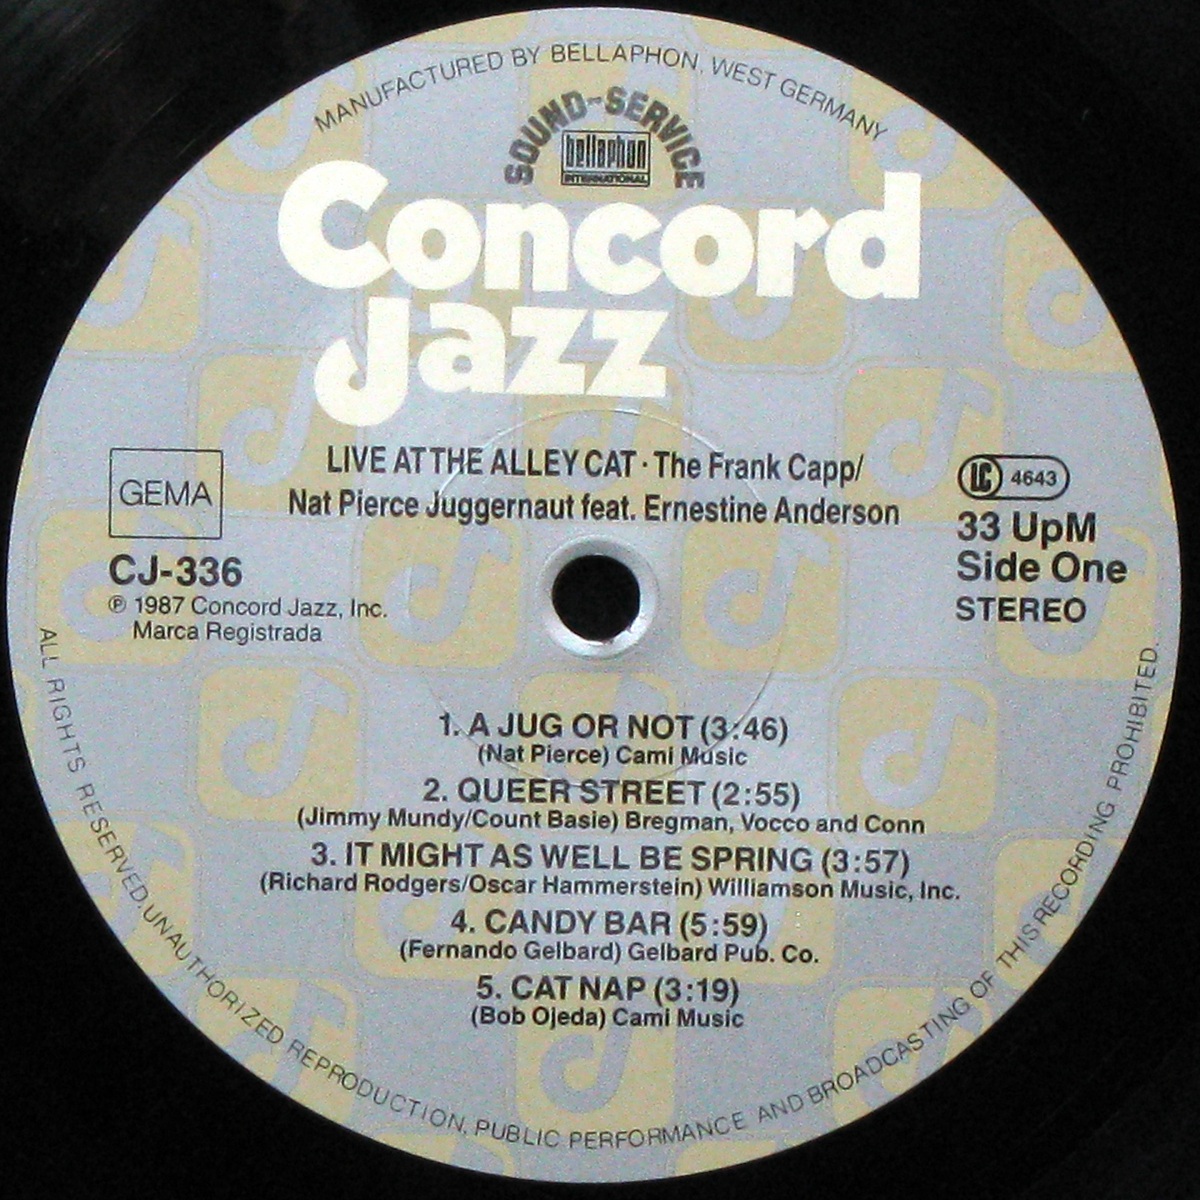 MANUFACTURED BY BELLAPHON, WEST GERMANY
SOUND-SERVICE
bellaphon
INTERNATIONAL
Concord
Jazz
LIVE AT THE ALLEY CAT · The Frank Capp/
Nat Pierce Juggernaut feat. Ernestine Anderson
GEMA
CJ-336
℗ 1987 Concord Jazz, Inc.
Marca Registrada
LC 4643
33 UpM
Side One
STEREO
1. A JUG OR NOT (3:46)
(Nat Pierce) Cami Music
2. QUEER STREET (2:55)
(Jimmy Mundy/Count Basie) Bregman, Vocco and Conn
3. IT MIGHT AS WELL BE SPRING (3:57)
(Richard Rodgers/Oscar Hammerstein) Williamson Music, Inc.
4. CANDY BAR (5:59)
(Fernando Gelbard) Gelbard Pub. Co.
5. CAT NAP (3:19)
(Bob Ojeda) Cami Music
ALL RIGHTS RESERVED. UNAUTHORIZED REPRODUCTION, PUBLIC PERFORMANCE AND BROADCASTING OF THIS RECORDING PROHIBITED.